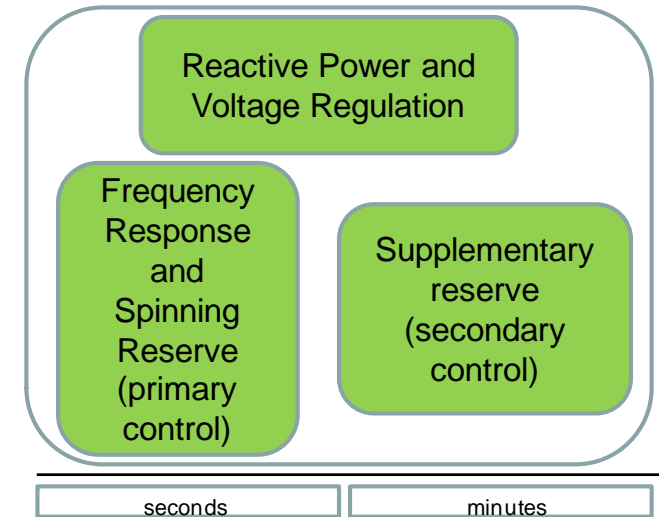 Reactive Power and
Voltage Regulation
Frequency
Response
and
Spinning
Reserve
(primary
control)
Supplementary
reserve
(secondary
control)
seconds
minutes